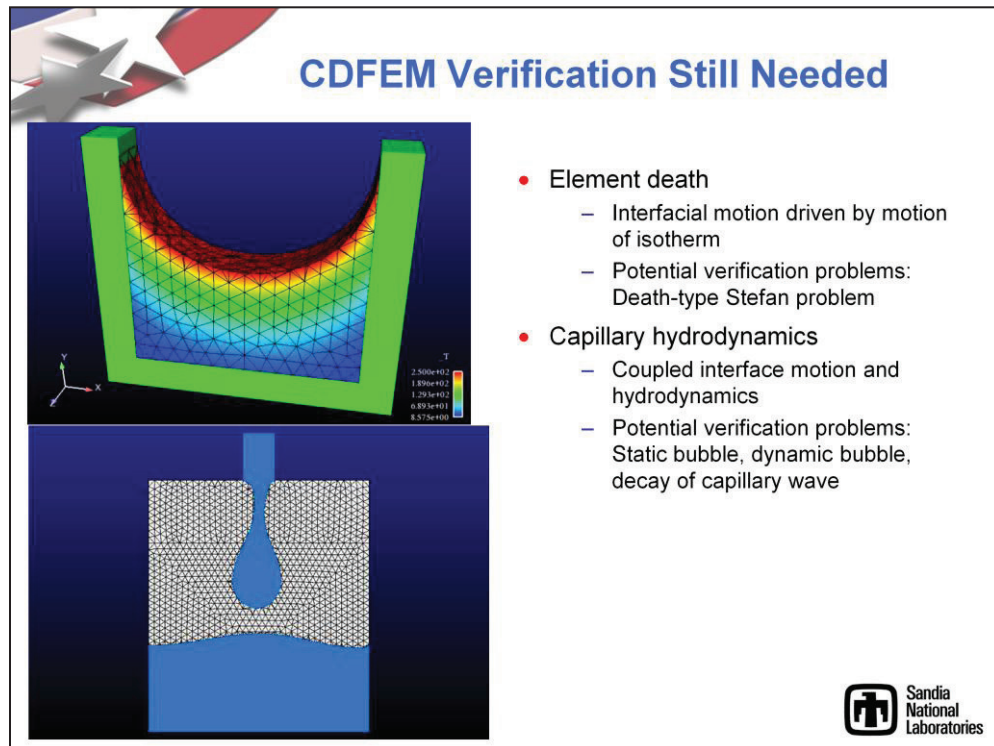 CDFEM Verification Still Needed
• Element death
– Interfacial motion driven by motion
of isotherm
– Potential verification problems:
Death-type Stefan problem
• Capillary hydrodynamics
– Coupled interface motion and
hydrodynamics
– Potential verification problems:
Static bubble, dynamic bubble,
decay of capillary wave
_T
2.500e+02
1.896e+02
1.293e+02
6.893e+01
8.575e+00
Y
X
Z
Sandia
National
Laboratories